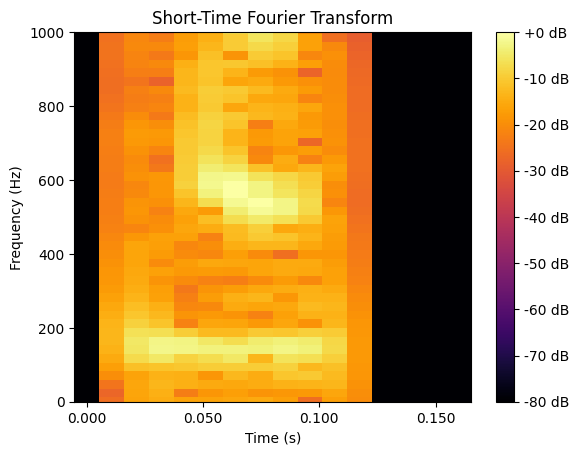 Short-Time Fourier Transform
Frequency (Hz)
1000
800
600
400
200
0
0.000
0.050
0.100
0.150
Time (s)
+0 dB
-10 dB
-20 dB
-30 dB
-40 dB
-50 dB
-60 dB
-70 dB
-80 dB